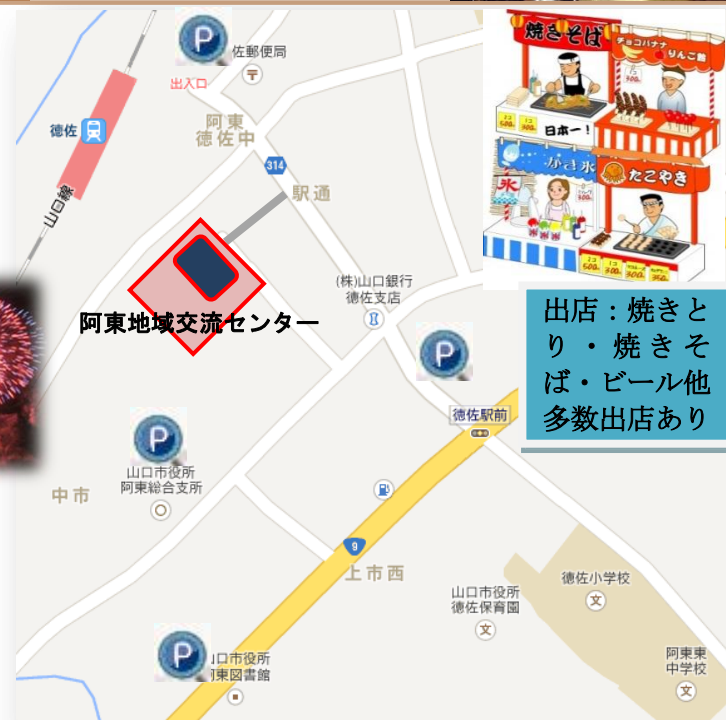 P
佐郵便局
出入口
阿東
徳佐中
徳佐
314
駅通
山口線
(株)山口銀行
徳佐支店
阿東地域交流センター
P
徳佐駅前
P
山口市役所
阿東総合支所
中市
9
上市西
山口市役所
徳佐保育園
文
徳佐小学校
文
阿東東
中学校
文
P
山口市役所
阿東図書館
焼きそば
チョコバナナ
りんご飴
日本一！
かき氷
氷
たこやき
出店：焼きと
り・焼きそ
ば・ビール他
多数出店あり